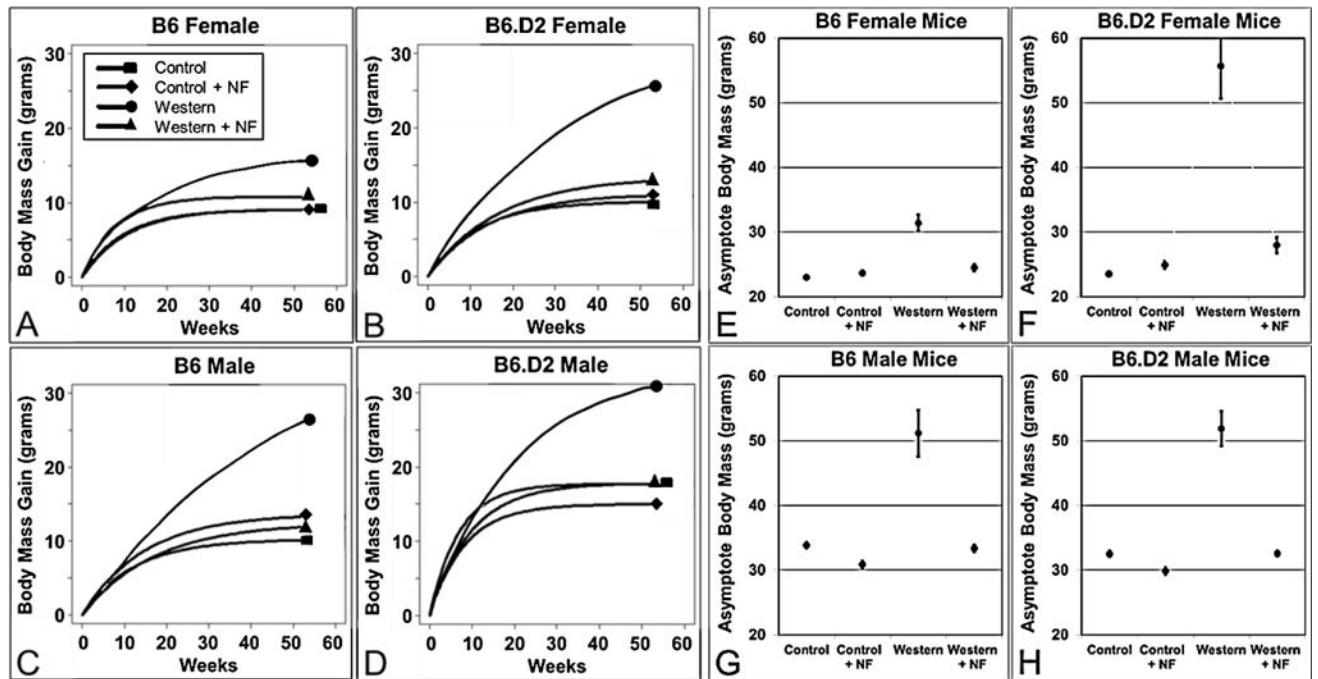 B6 Female
Body Mass Gain (grams)
30
20
10
0
Control
Control + NF
Western
Western + NF
0 10 20 30 40 50 60
Weeks
A
B6.D2 Female
Body Mass Gain (grams)
30
20
10
0
0 20 40 60
Weeks
B
B6 Female Mice
Asymptote Body Mass (grams)
60
50
40
30
20
Control Control Western Western
+ NF + NF
E
B6.D2 Female Mice
Asymptote Body Mass (grams)
60
50
40
30
20
Control Control Western Western
+ NF + NF
F
B6 Male
Body Mass Gain (grams)
30
20
10
0
0 10 20 30 40 50 60
Weeks
C
B6.D2 Male
Body Mass Gain (grams)
30
20
10
0
0 10 20 30 40 50 60
Weeks
D
B6 Male Mice
Asymptote Body Mass (grams)
60
50
40
30
20
Control Control Western Western
+ NF + NF
G
B6.D2 Male Mice
Asymptote Body Mass (grams)
60
50
40
30
20
Control Control Western Western
+ NF + NF
H